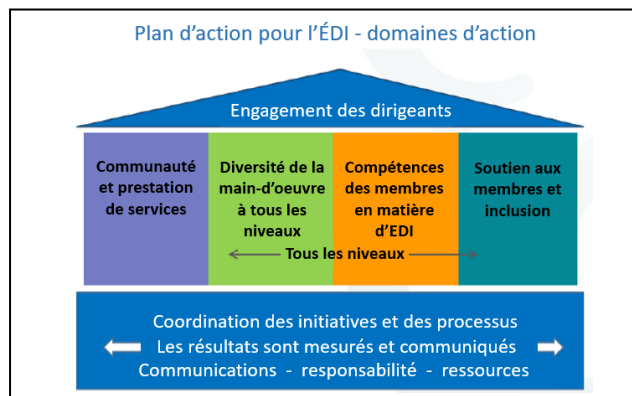 Plan d'action pour l'ÉDI - domaines d'action
Engagement des dirigeants
Communauté
et prestation
de services
Diversité de la
main-d'oeuvre
à tous les
niveaux
Compétences
des membres
en matière
d'EDI
Soutien aux
membres et
inclusion
Tous les niveaux
Coordination des initiatives et des processus
Les résultats sont mesurés et communiqués
Communications - responsabilité - ressources